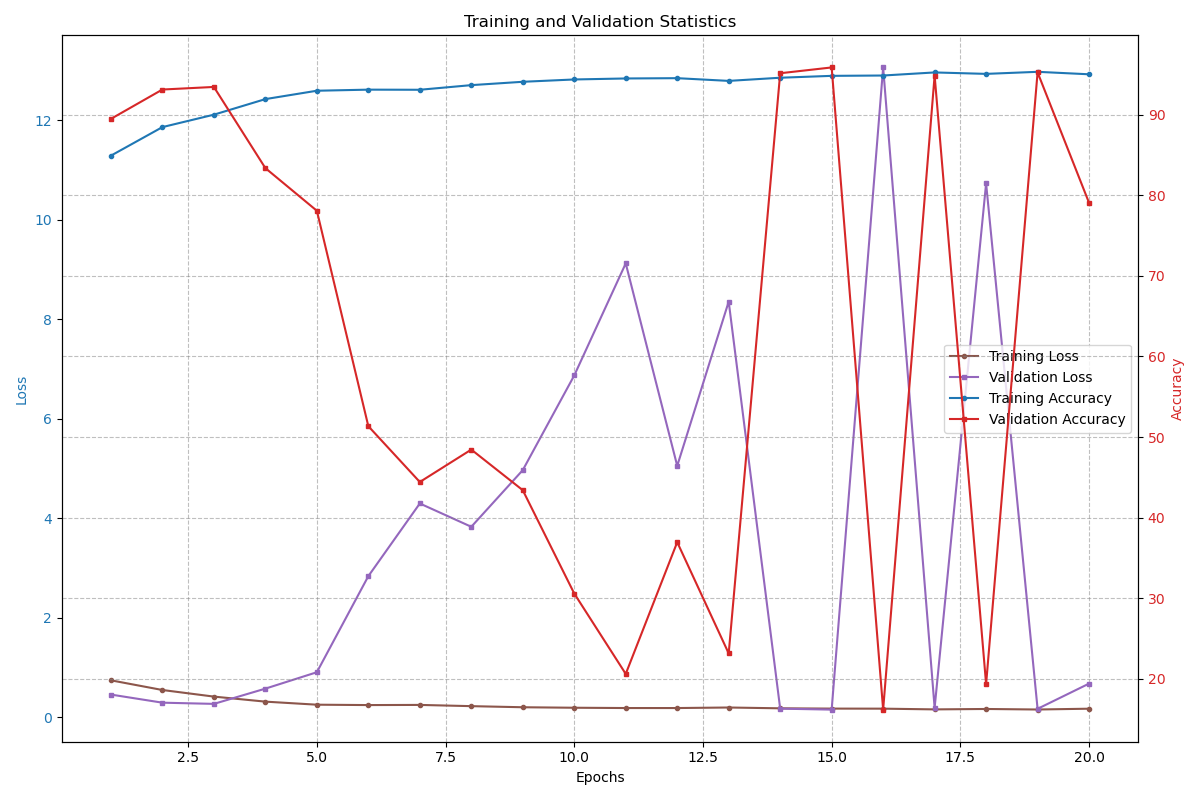 Training and Validation Statistics
Loss
12
10
8
6
4
2
0
2.5 5.0 7.5 10.0 12.5 15.0 17.5 20.0
Epochs
90
80
70
60
50
40
30
20
Accuracy
Training Loss
Validation Loss
Training Accuracy
Validation Accuracy